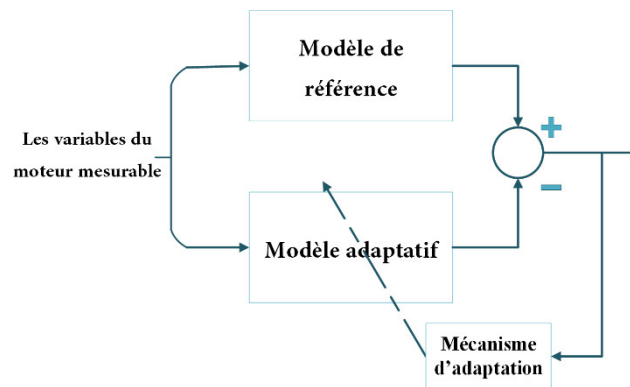 Modèle de
référence
Les variables du
moteur mesurable
+
−
Modèle adaptatif
Mécanisme
d'adaptation